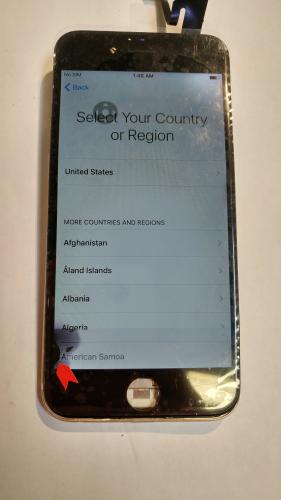 No SIM
1:48 AM
Back
Select Your Country
or Region
United States
MORE COUNTRIES AND REGIONS
Afghanistan
Åland Islands
Albania
Algeria
American Samoa